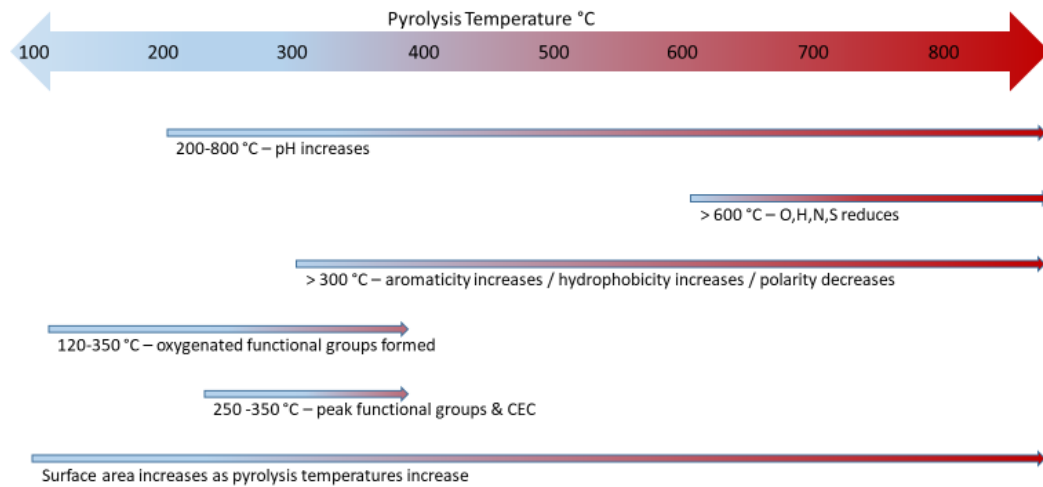 Pyrolysis Temperature °C
100 200 300 400 500 600 700 800
200-800 °C – pH increases
> 600 °C – O,H,N,S reduces
> 300 °C – aromaticity increases / hydrophobicity increases / polarity decreases
120-350 °C – oxygenated functional groups formed
250 -350 °C – peak functional groups & CEC
Surface area increases as pyrolysis temperatures increase